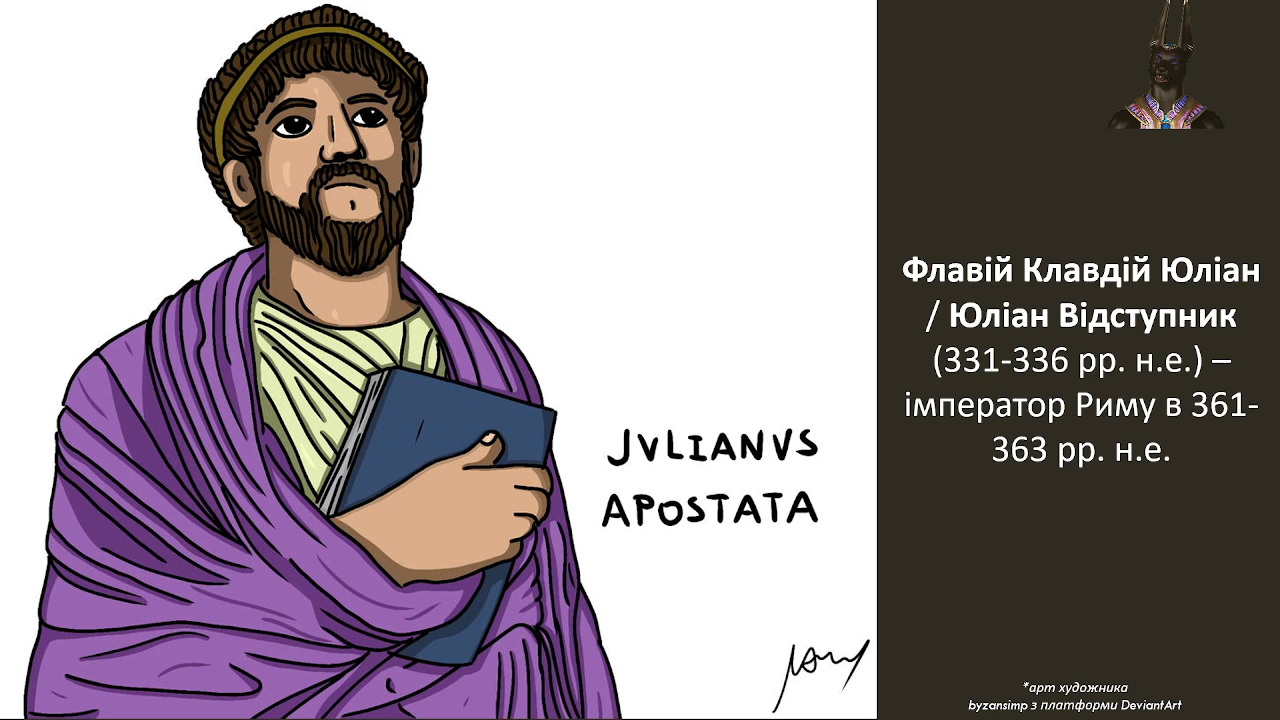 JVLIANVS
APOSTATA
Флавій Клавдій Юліан
/ Юліан Відступник
(331-336 рр. н.е.) –
імператор Риму в 361-
363 рр. н.е.
*арт художника
byzansimp з платформи DeviantArt